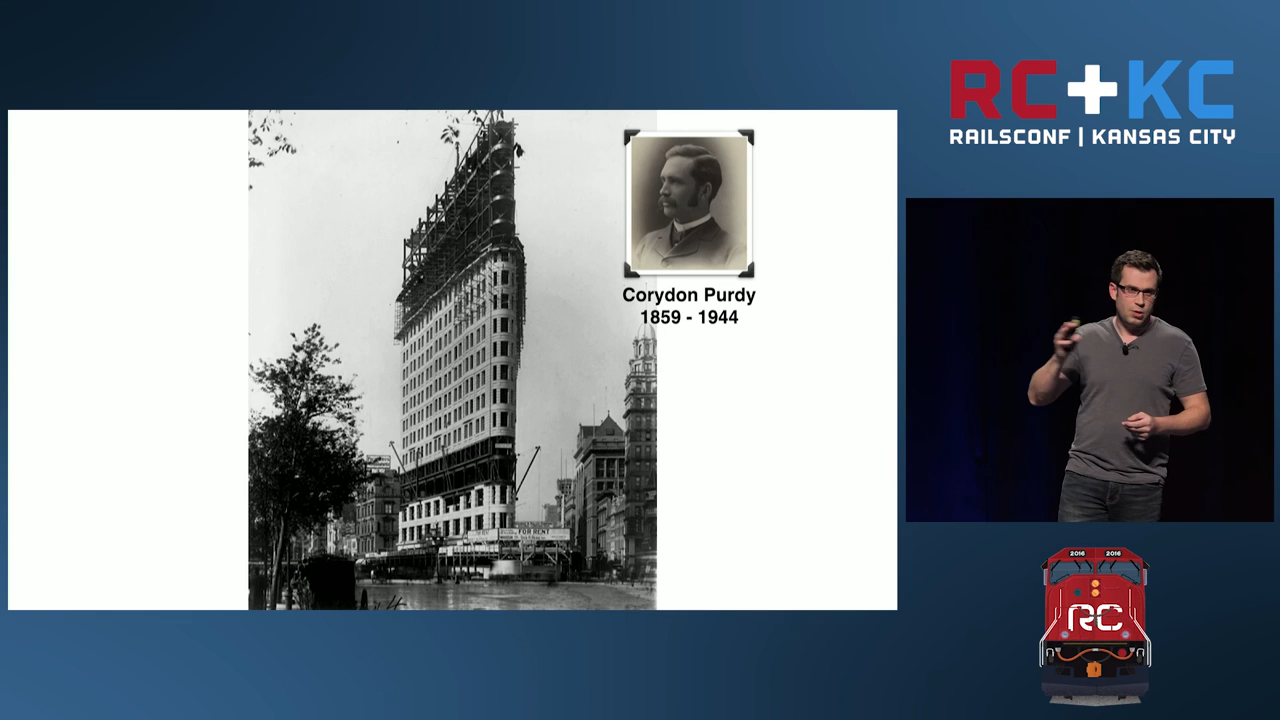 RC+KC
RAILSCONF | KANSAS CITY
Corydon Purdy
1859 - 1944
FOR RENT
2016 2016
RC